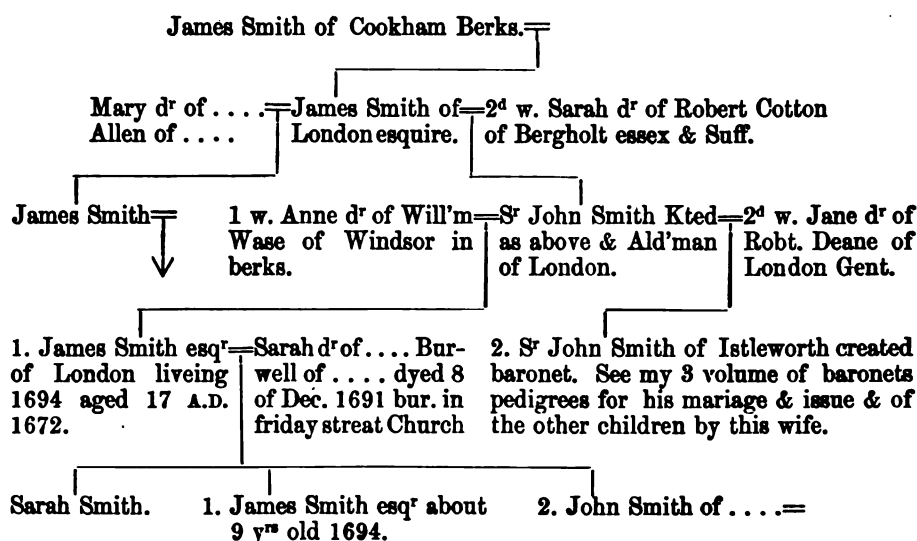 James Smith of Cookham Berks.=
Mary dʳ of . . . .=James Smith of=2ᵈ w. Sarah dʳ of Robert Cotton
Allen of . . . . London esquire. of Bergholt essex & Suff.
James Smith= 1 w. Anne dʳ of Will'm=Sʳ John Smith Kted=2ᵈ w. Jane dʳ of
Wase of Windsor in as above & Ald'man Robt. Deane of
berks. of London. London Gent.
1. James Smith esqʳ=Sarah dʳ of . . . . Bur- 2. Sʳ John Smith of Istleworth created
of London liveing well of . . . . dyed 8 baronet. See my 3 volume of baronets
1694 aged 17 A.D. of Dec. 1691 bur. in pedigrees for his mariage & issue & of
1672. friday streat Church the other children by this wife.
Sarah Smith. 1. James Smith esqʳ about 2. John Smith of . . . .=
9 yʳˢ old 1694.